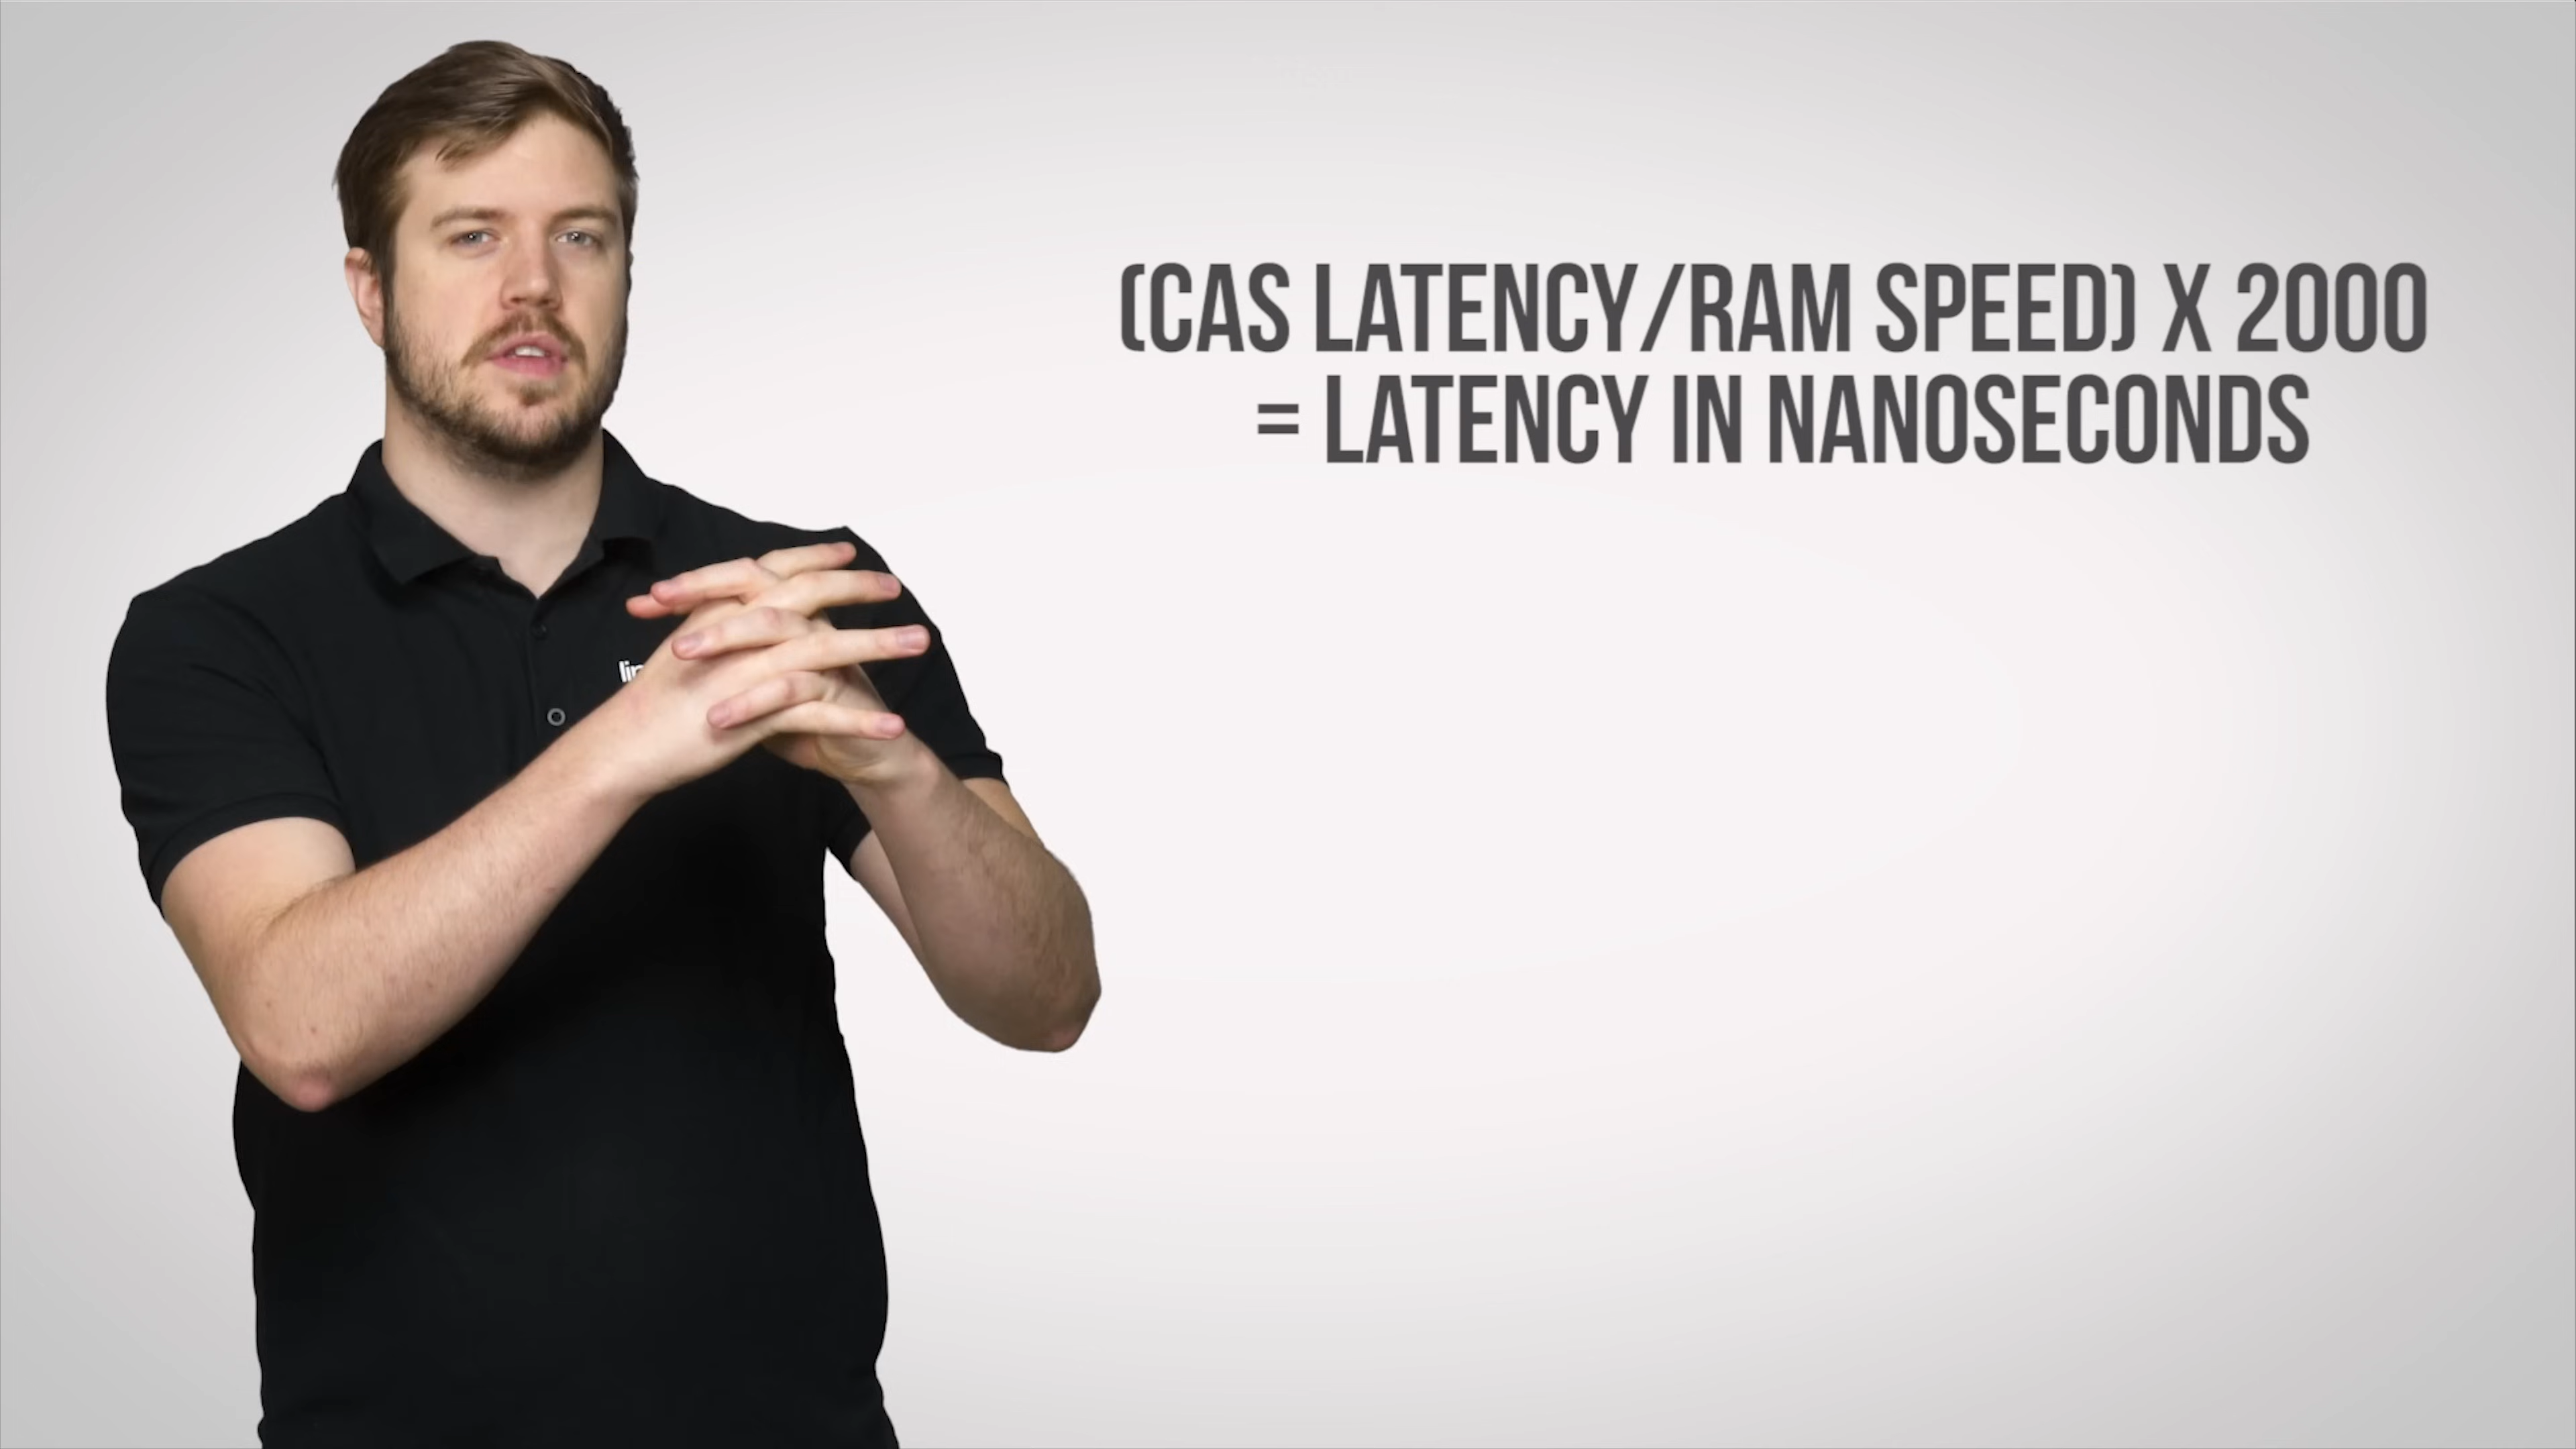 (CAS LATENCY/RAM SPEED) X 2000
= LATENCY IN NANOSECONDS